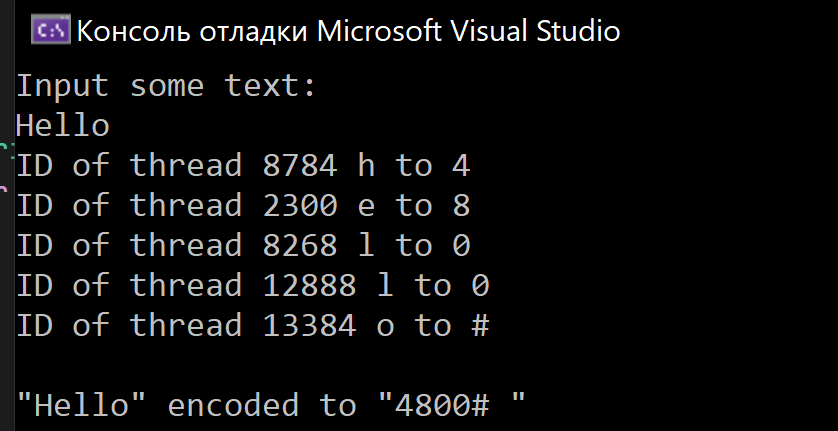 Консоль отладки Microsoft Visual Studio
Input some text:
Hello
ID of thread 8784 h to 4
ID of thread 2300 e to 8
ID of thread 8268 l to 0
ID of thread 12888 l to 0
ID of thread 13384 o to #
"Hello" encoded to "4800# "